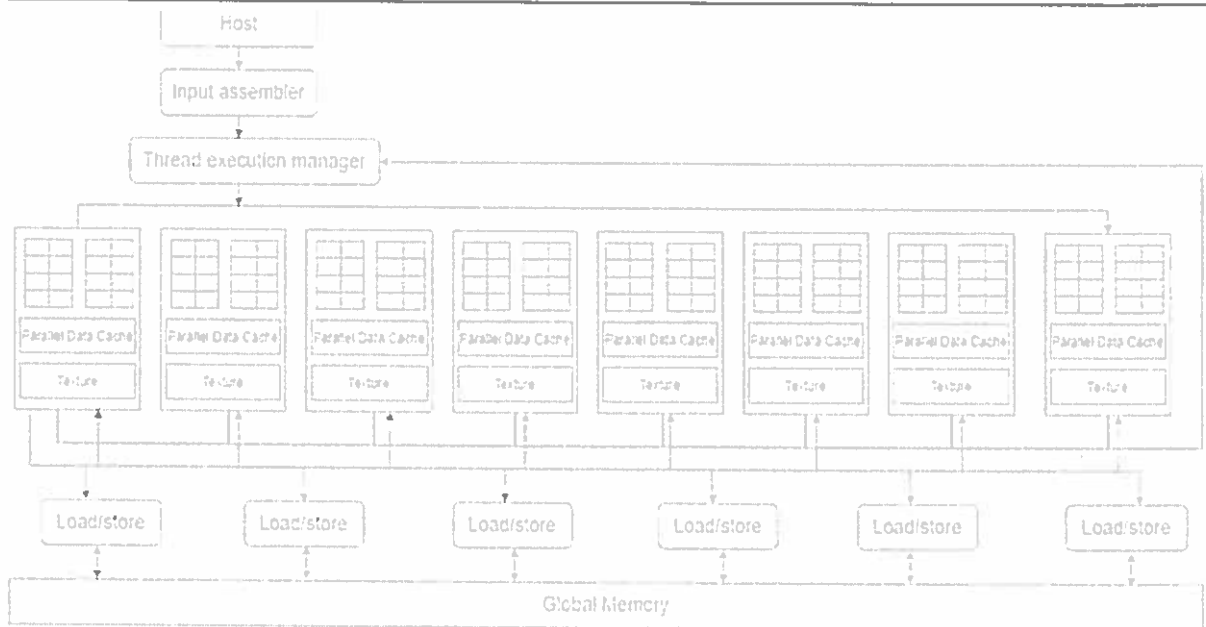 Host
Input assembler
Thread execution manager
Parallel Data Cache Parallel Data Cache Parallel Data Cache Parallel Data Cache Parallel Data Cache Parallel Data Cache Parallel Data Cache Parallel Data Cache
Texture Texture Texture Texture Texture Texture Texture Texture
Load/store Load/store Load/store Load/store Load/store Load/store
Global Memory